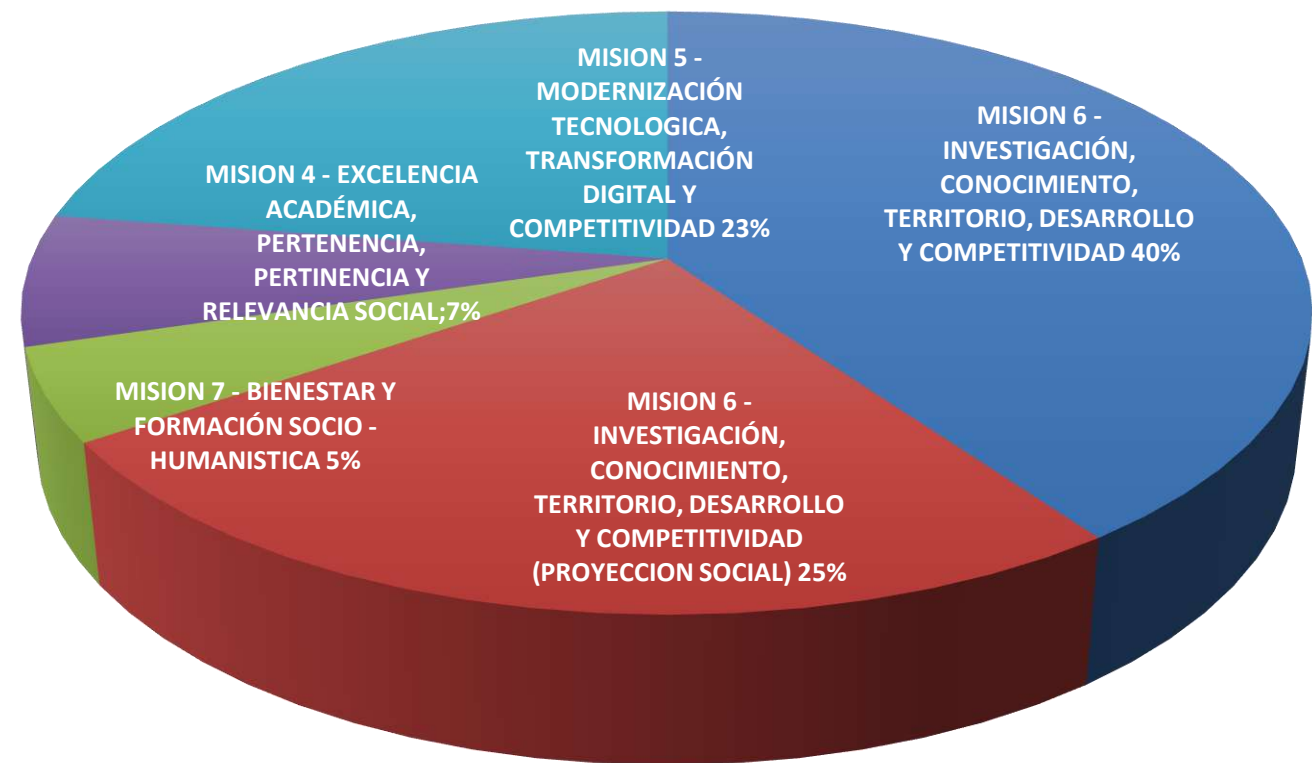 MISION 5 -
MODERNIZACIÓN
TECNOLOGICA,
TRANSFORMACIÓN
DIGITAL Y
COMPETITIVIDAD 23%
MISION 6 -
INVESTIGACIÓN,
CONOCIMIENTO,
TERRITORIO, DESARROLLO
Y COMPETITIVIDAD 40%
MISION 4 - EXCELENCIA
ACADÉMICA,
PERTENENCIA,
PERTINENCIA Y
RELEVANCIA SOCIAL;7%
MISION 7 - BIENESTAR Y
FORMACIÓN SOCIO -
HUMANISTICA 5%
MISION 6 -
INVESTIGACIÓN,
CONOCIMIENTO,
TERRITORIO, DESARROLLO
Y COMPETITIVIDAD
(PROYECCION SOCIAL) 25%